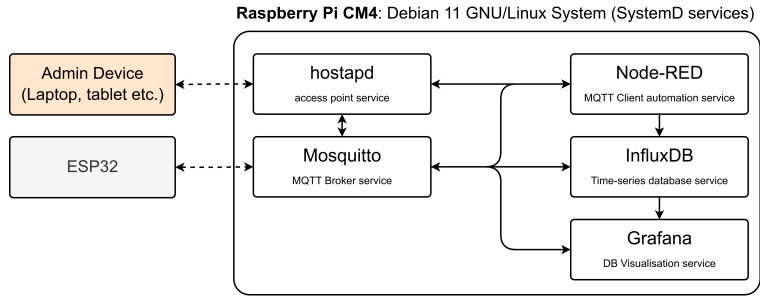 Raspberry Pi CM4: Debian 11 GNU/Linux System (SystemD services)
Admin Device
(Laptop, tablet etc.)
hostapd
access point service
Node-RED
MQTT Client automation service
ESP32
Mosquitto
MQTT Broker service
InfluxDB
Time-series database service
Grafana
DB Visualisation service